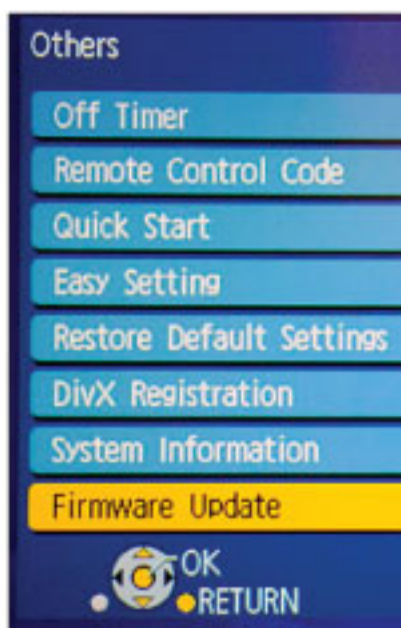 Others
Off Timer
Remote Control Code
Quick Start
Easy Setting
Restore Default Settings
DivX Registration
System Information
Firmware Update
OK
RETURN